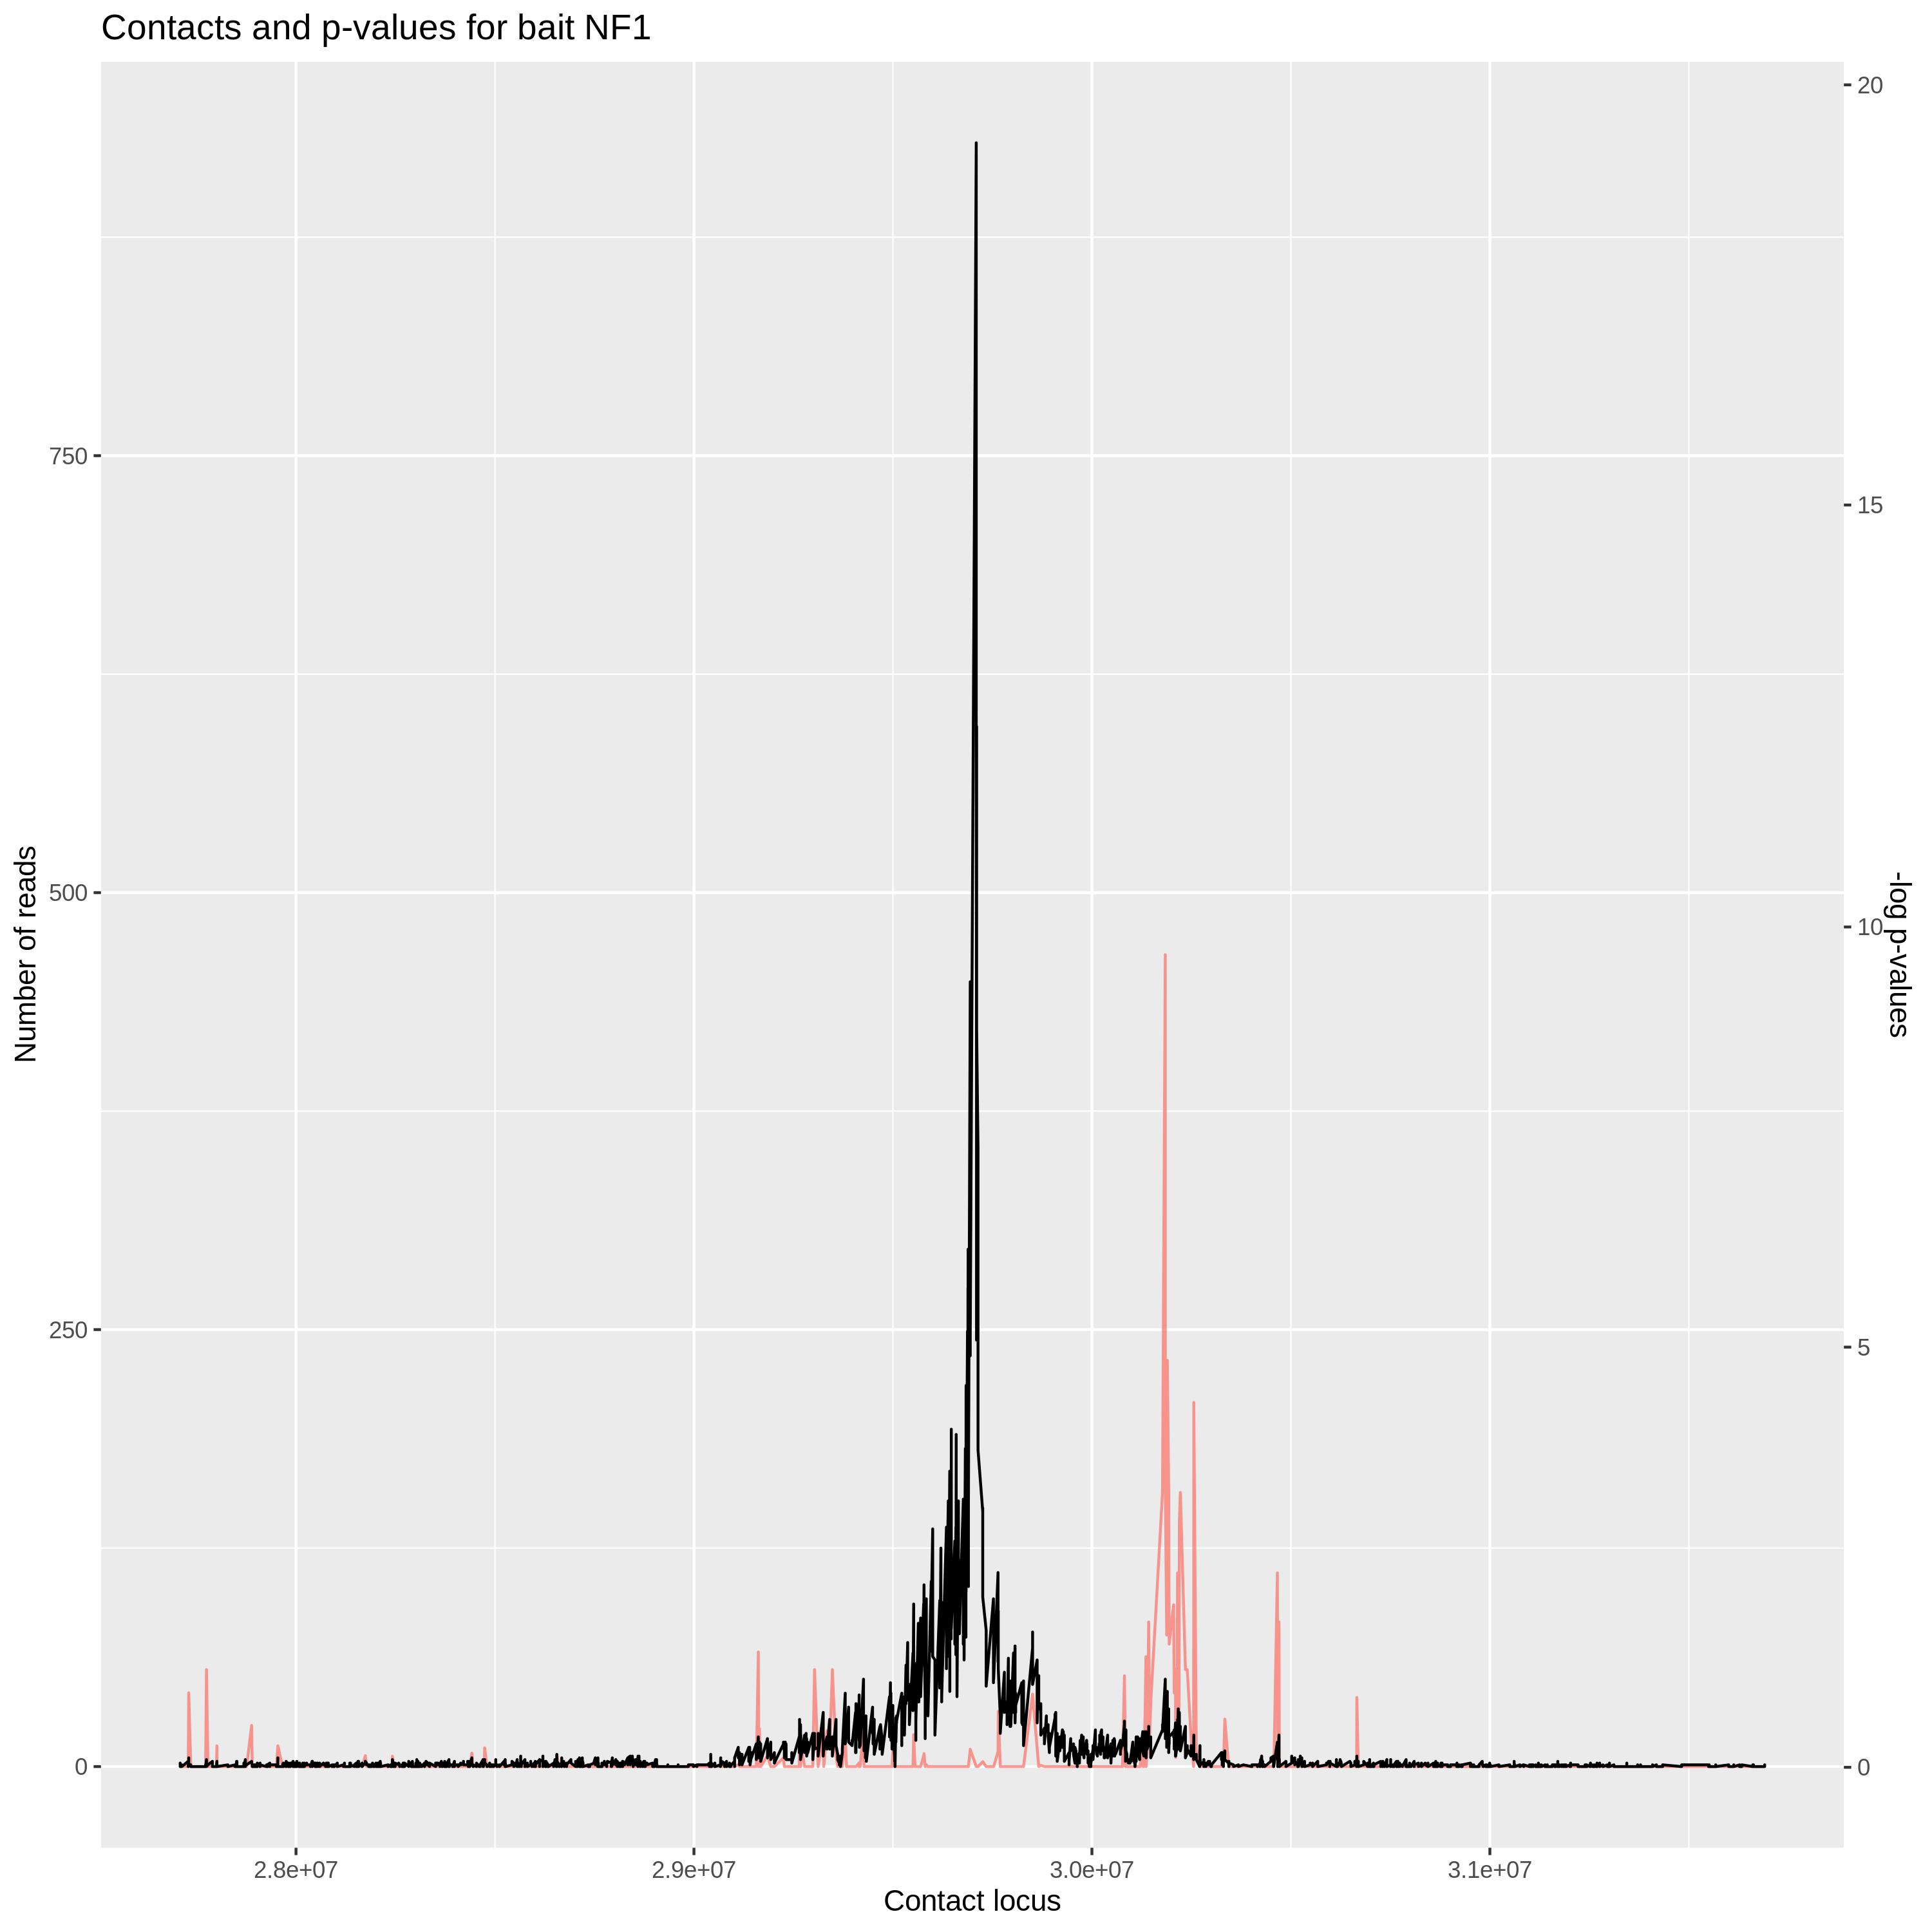 Contacts and p-values for bait NF1
20
750
15
Number of reads
500
10
-log p-values
250
5
0
0
2.8e+07
2.9e+07
3.0e+07
3.1e+07
Contact locus